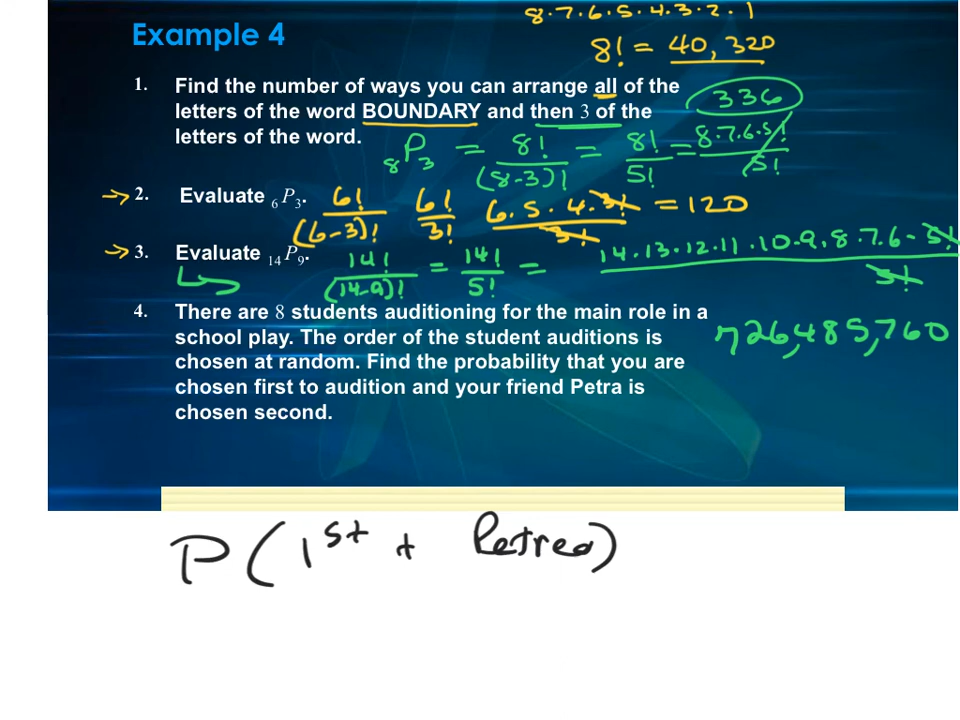 8.7.6.5.4.3.2.1
Example 4
8! = 40,320
1. Find the number of ways you can arrange all of the
letters of the word BOUNDARY and then 3 of the
letters of the word.
336
8P3 = 8!/(8-3)! = 8!/5! = 8.7.6.5!/5!
2. Evaluate 6P3. 6!/(6-3)! 6!/3! 6.5.4.3!/3! = 120
3. Evaluate 14P9. 14!/(14-9)! = 14!/5! = 14.13.12.11.10.9.8.7.6.5!/5!
726,485,760
4. There are 8 students auditioning for the main role in a
school play. The order of the student auditions is
chosen at random. Find the probability that you are
chosen first to audition and your friend Petra is
chosen second.
P(1st +